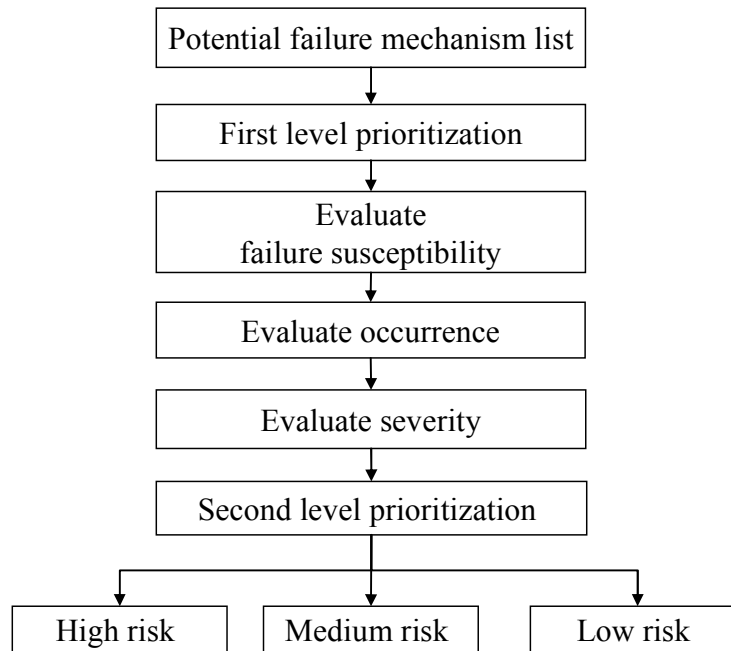 Potential failure mechanism list
First level prioritization
Evaluate
failure susceptibility
Evaluate occurrence
Evaluate severity
Second level prioritization
High risk
Medium risk
Low risk